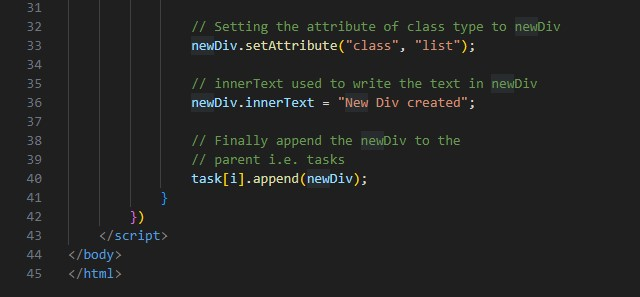 31
32 // Setting the attribute of class type to newDiv
33 newDiv.setAttribute("class", "list");
34
35 // innerText used to write the text in newDiv
36 newDiv.innerText = "New Div created";
37
38 // Finally append the newDiv to the
39 // parent i.e. tasks
40 task[i].append(newDiv);
41 }
42 })
43 </script>
44 </body>
45 </html>